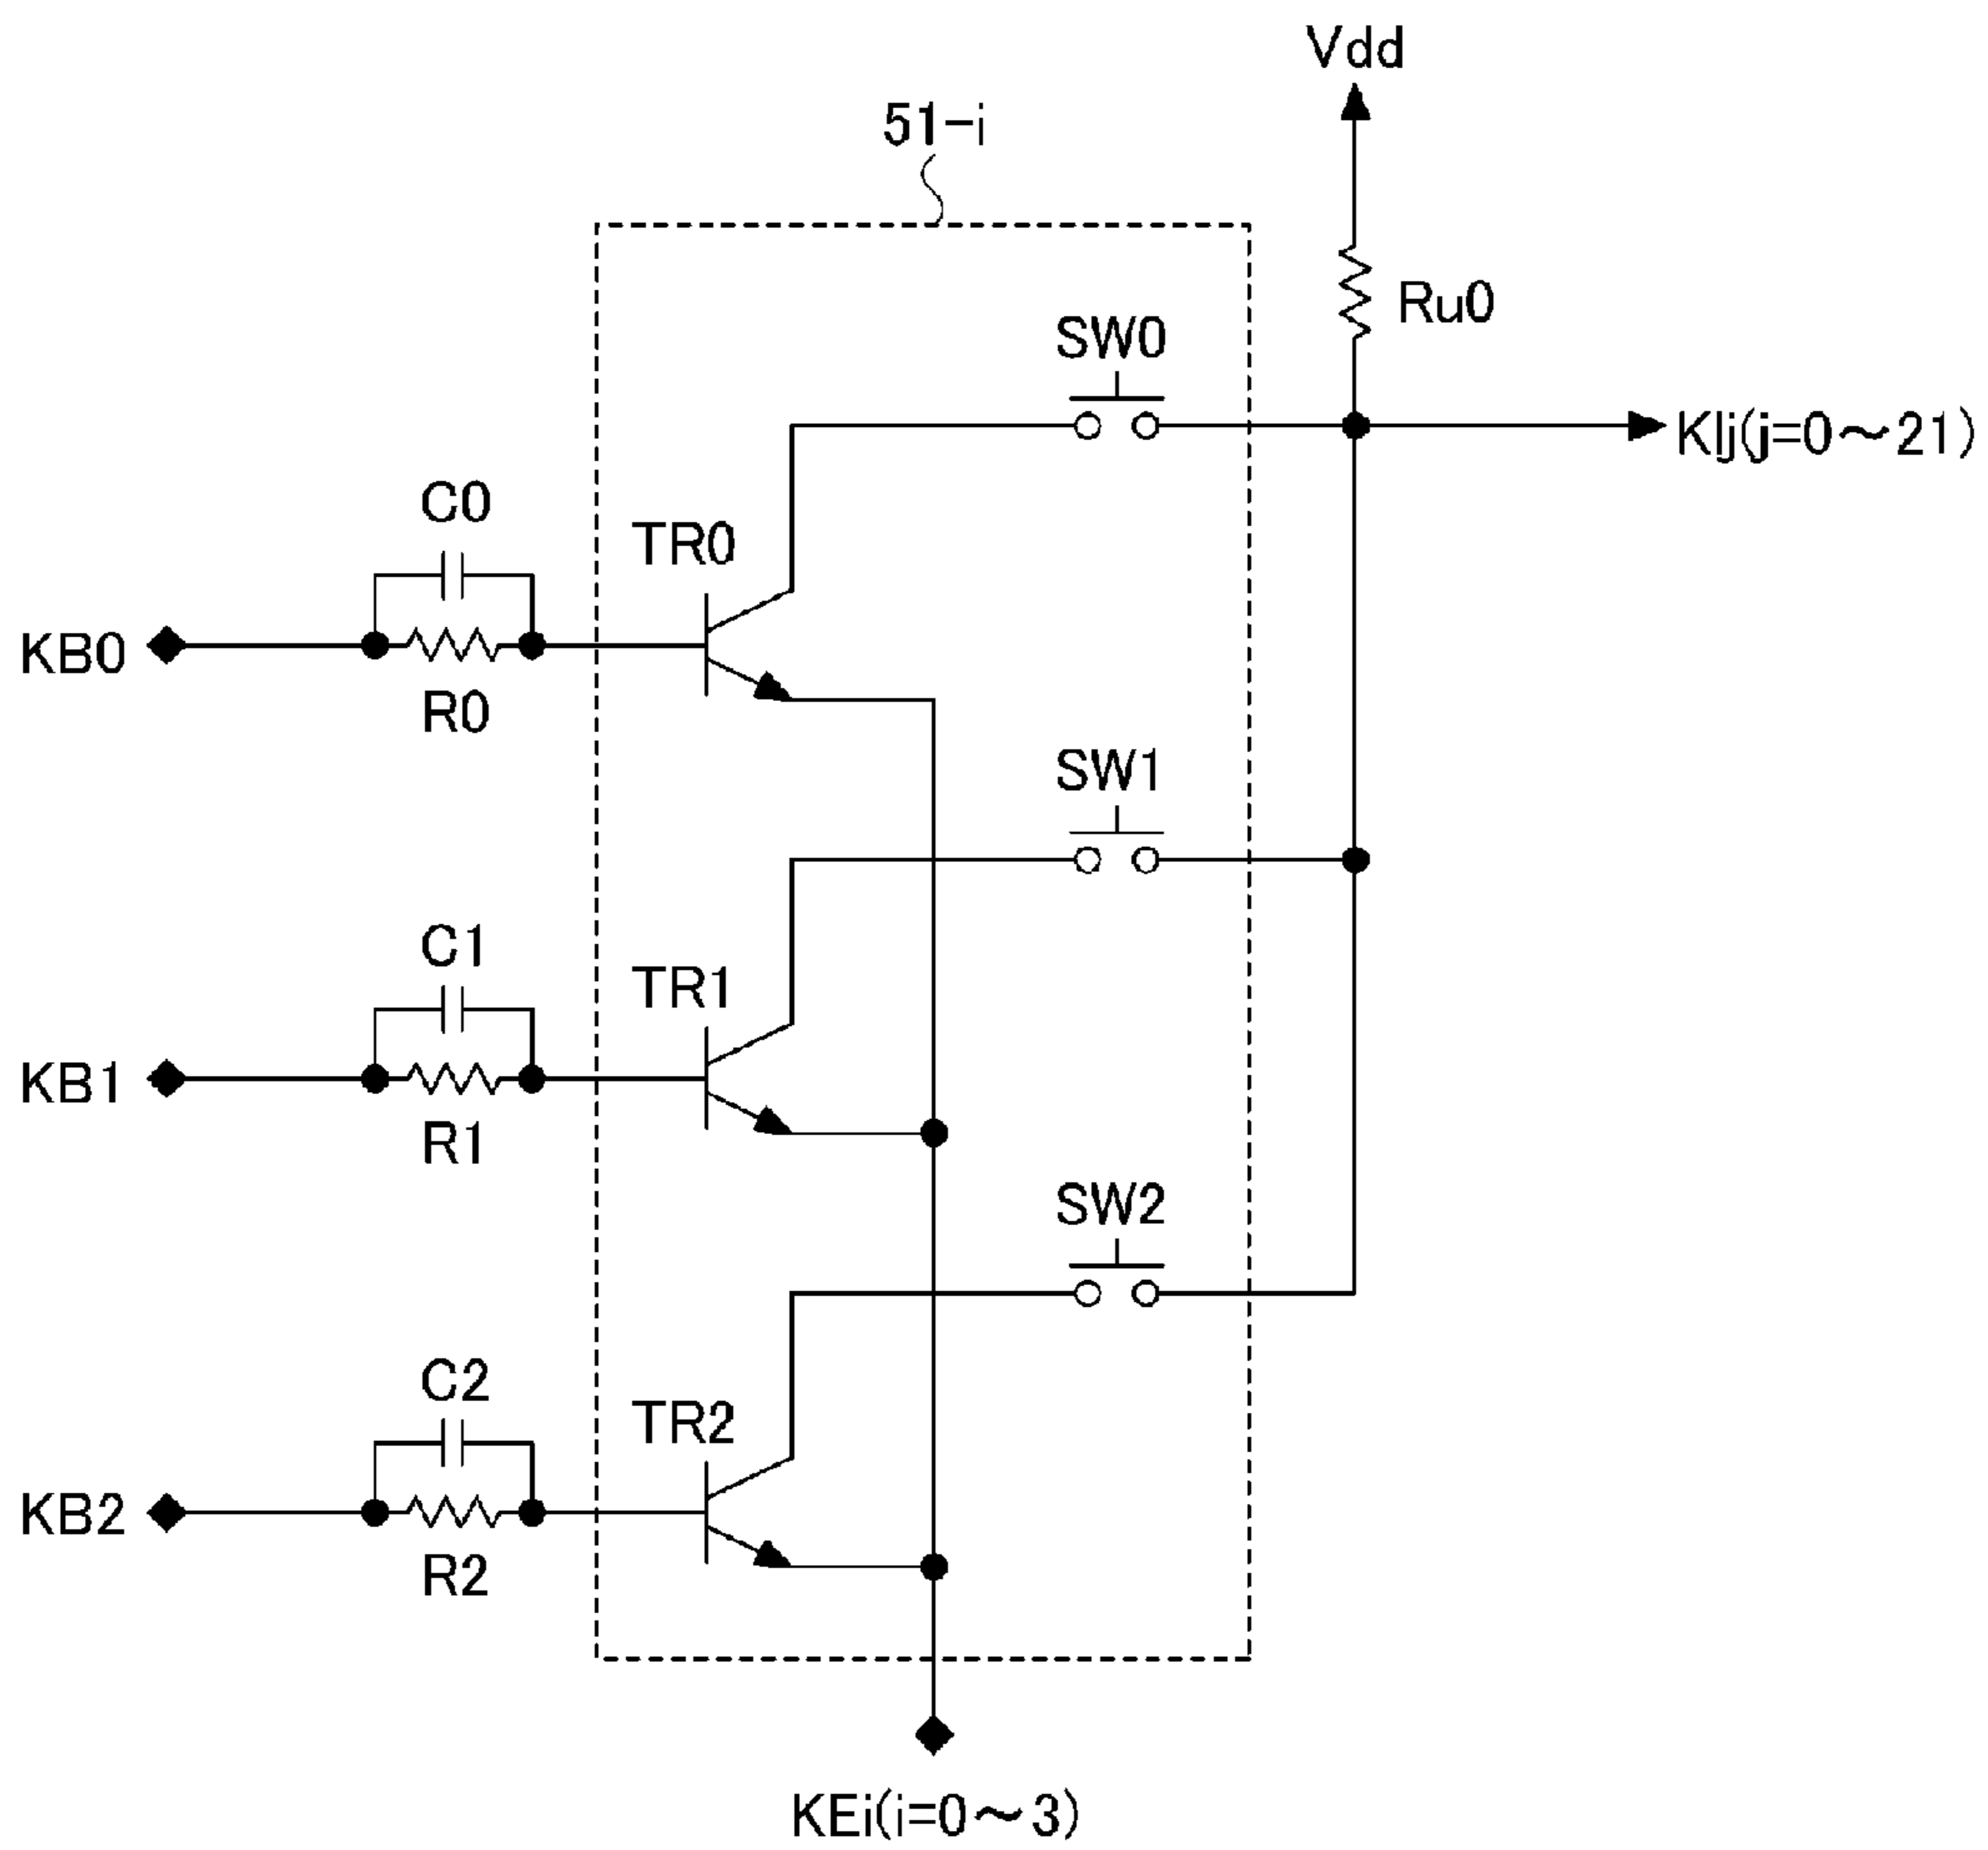 Vdd
51-i
Ru0
SW0
KIj(j=0～21)
C0
TR0
KB0
R0
SW1
C1
TR1
KB1
R1
SW2
C2
TR2
KB2
R2
KEi(i=0～3)